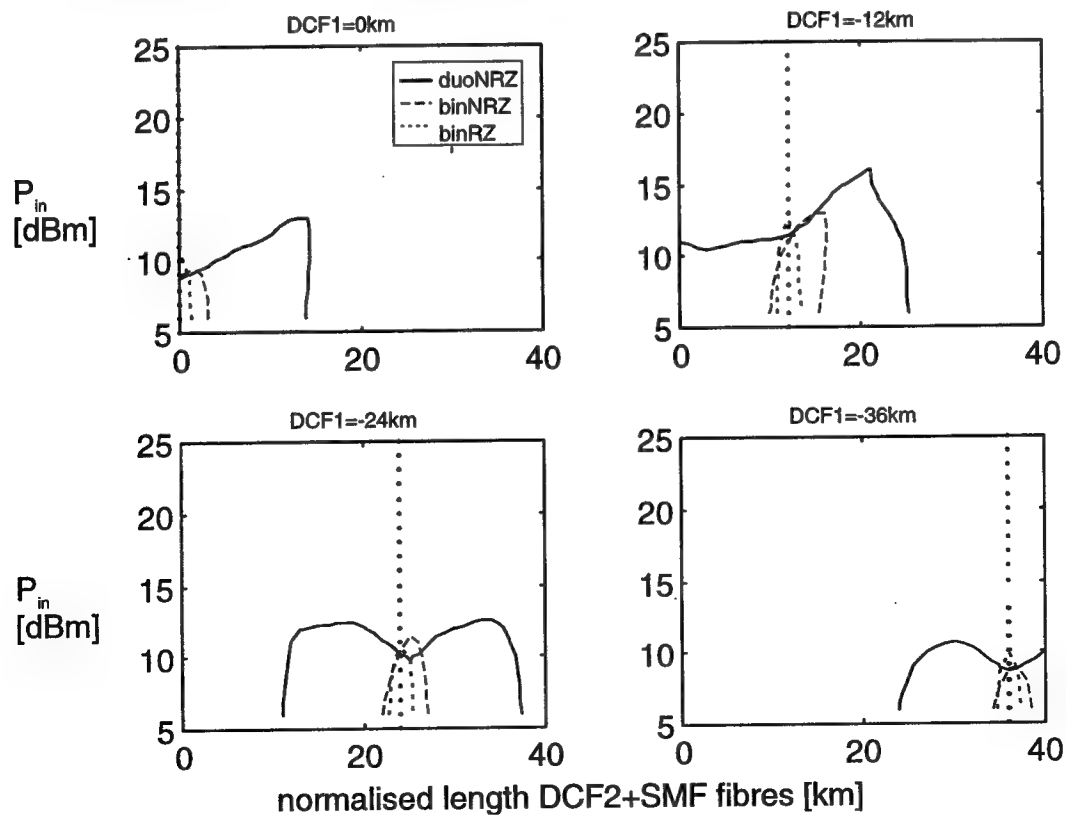 DCF1=0km
25
20
15
10
5
0
20
40
P_in
[dBm]
duoNRZ
binNRZ
binRZ
DCF1=-12km
25
20
15
10
5
0
20
40
DCF1=-24km
25
20
15
10
5
0
20
40
P_in
[dBm]
DCF1=-36km
25
20
15
10
5
0
20
40
normalised length DCF2+SMF fibres [km]